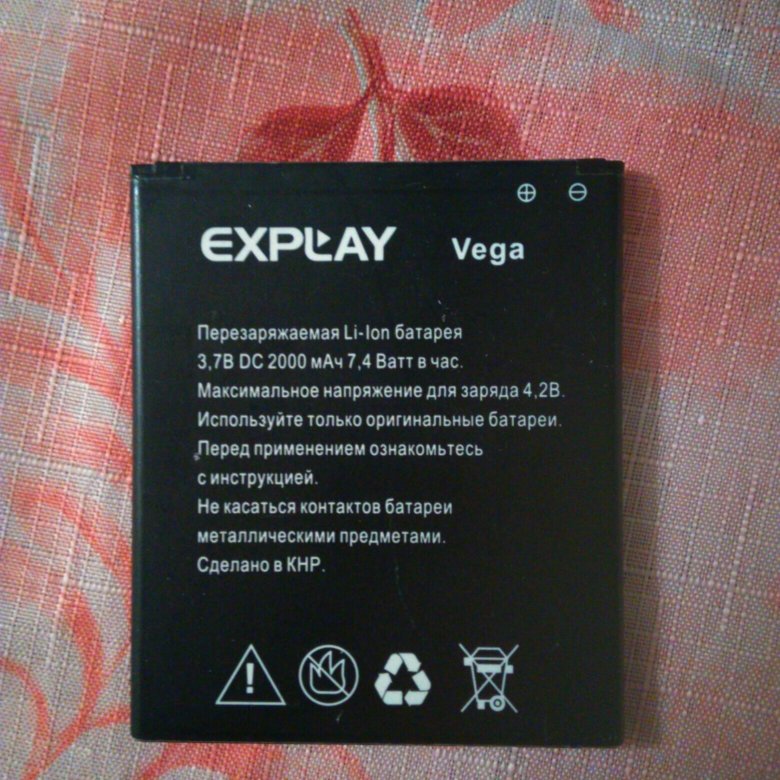 EXPLAY Vega
Перезаряжаемая Li-Ion батарея
3,7В DC 2000 мАч 7,4 Ватт в час.
Максимальное напряжение для заряда 4,2В.
Используйте только оригинальные батареи.
Перед применением ознакомьтесь
с инструкцией.
Не касаться контактов батареи
металлическими предметами.
Сделано в КНР.